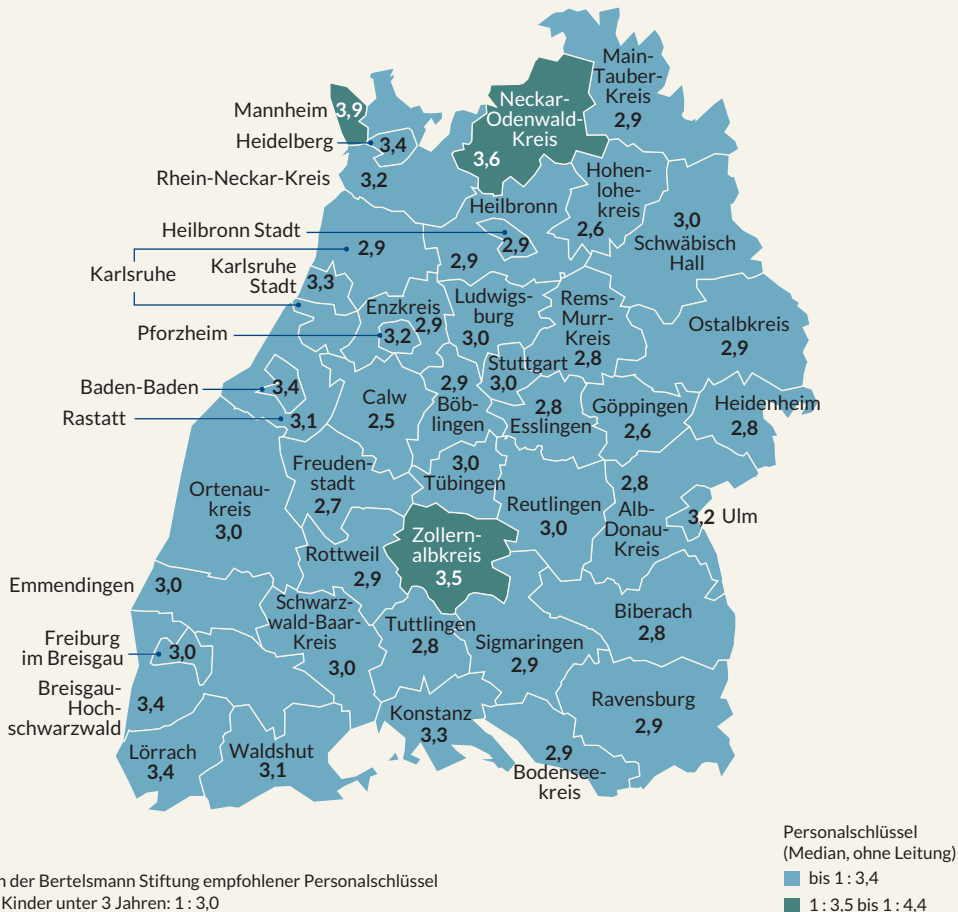 Main-
Tauber-
Kreis
2,9
Neckar-
Odenwald-
Kreis
3,6
Mannheim 3,9
Heidelberg 3,4
Rhein-Neckar-Kreis 3,2
Hohen-
lohe-
kreis
2,6
3,0
Schwäbisch
Hall
Heilbronn
2,9
Heilbronn Stadt 2,9
Karlsruhe 2,9
Karlsruhe
Stadt
3,3
Enzkreis
2,9
Pforzheim 3,2
Ludwigs-
burg
3,0
Rems-
Murr-
Kreis
2,8
Ostalbkreis
2,9
Stuttgart
3,0
Baden-Baden 3,4
Rastatt 3,1
Calw
2,5
2,9
Böb-
lingen
2,8
Esslingen
Göppingen
2,6
Heidenheim
2,8
Freuden-
stadt
2,7
3,0
Tübingen
Reutlingen
3,0
2,8
Alb-
Donau-
Kreis
3,2 Ulm
Ortenau-
kreis
3,0
Rottweil
2,9
Zollern-
albkreis
3,5
Emmendingen 3,0
Schwarz-
wald-Baar-
Kreis
3,0
Tuttlingen
2,8
Sigmaringen
2,9
Biberach
2,8
Freiburg
im Breisgau 3,0
Breisgau-
Hoch-
schwarzwald
3,4
Konstanz
3,3
Ravensburg
2,9
Lörrach
3,4
Waldshut
3,1
2,9
Bodensee-
kreis
Personalschlüssel
(Median, ohne Leitung)
bis 1 : 3,4
1 : 3,5 bis 1 : 4,4
der Bertelsmann Stiftung empfohlener Personalschlüssel
Kinder unter 3 Jahren: 1 : 3,0